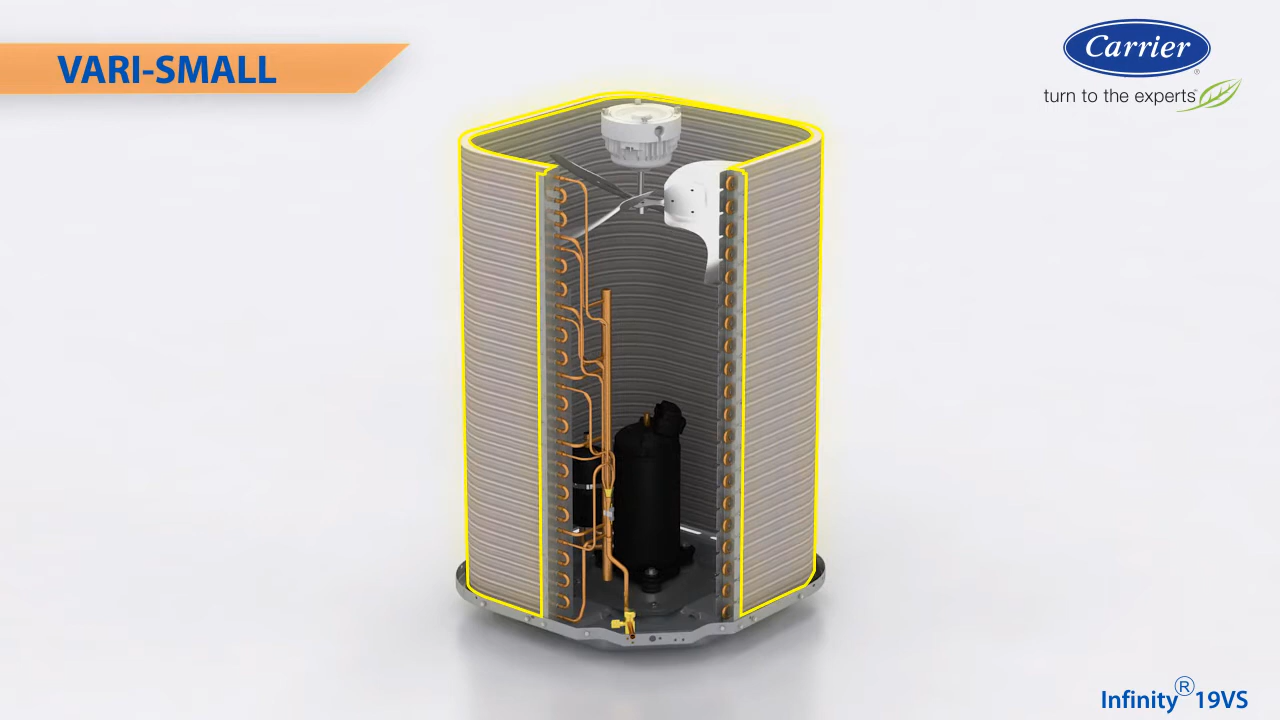 VARI-SMALL
Carrier
®
turn to the experts
Infinity® 19VS